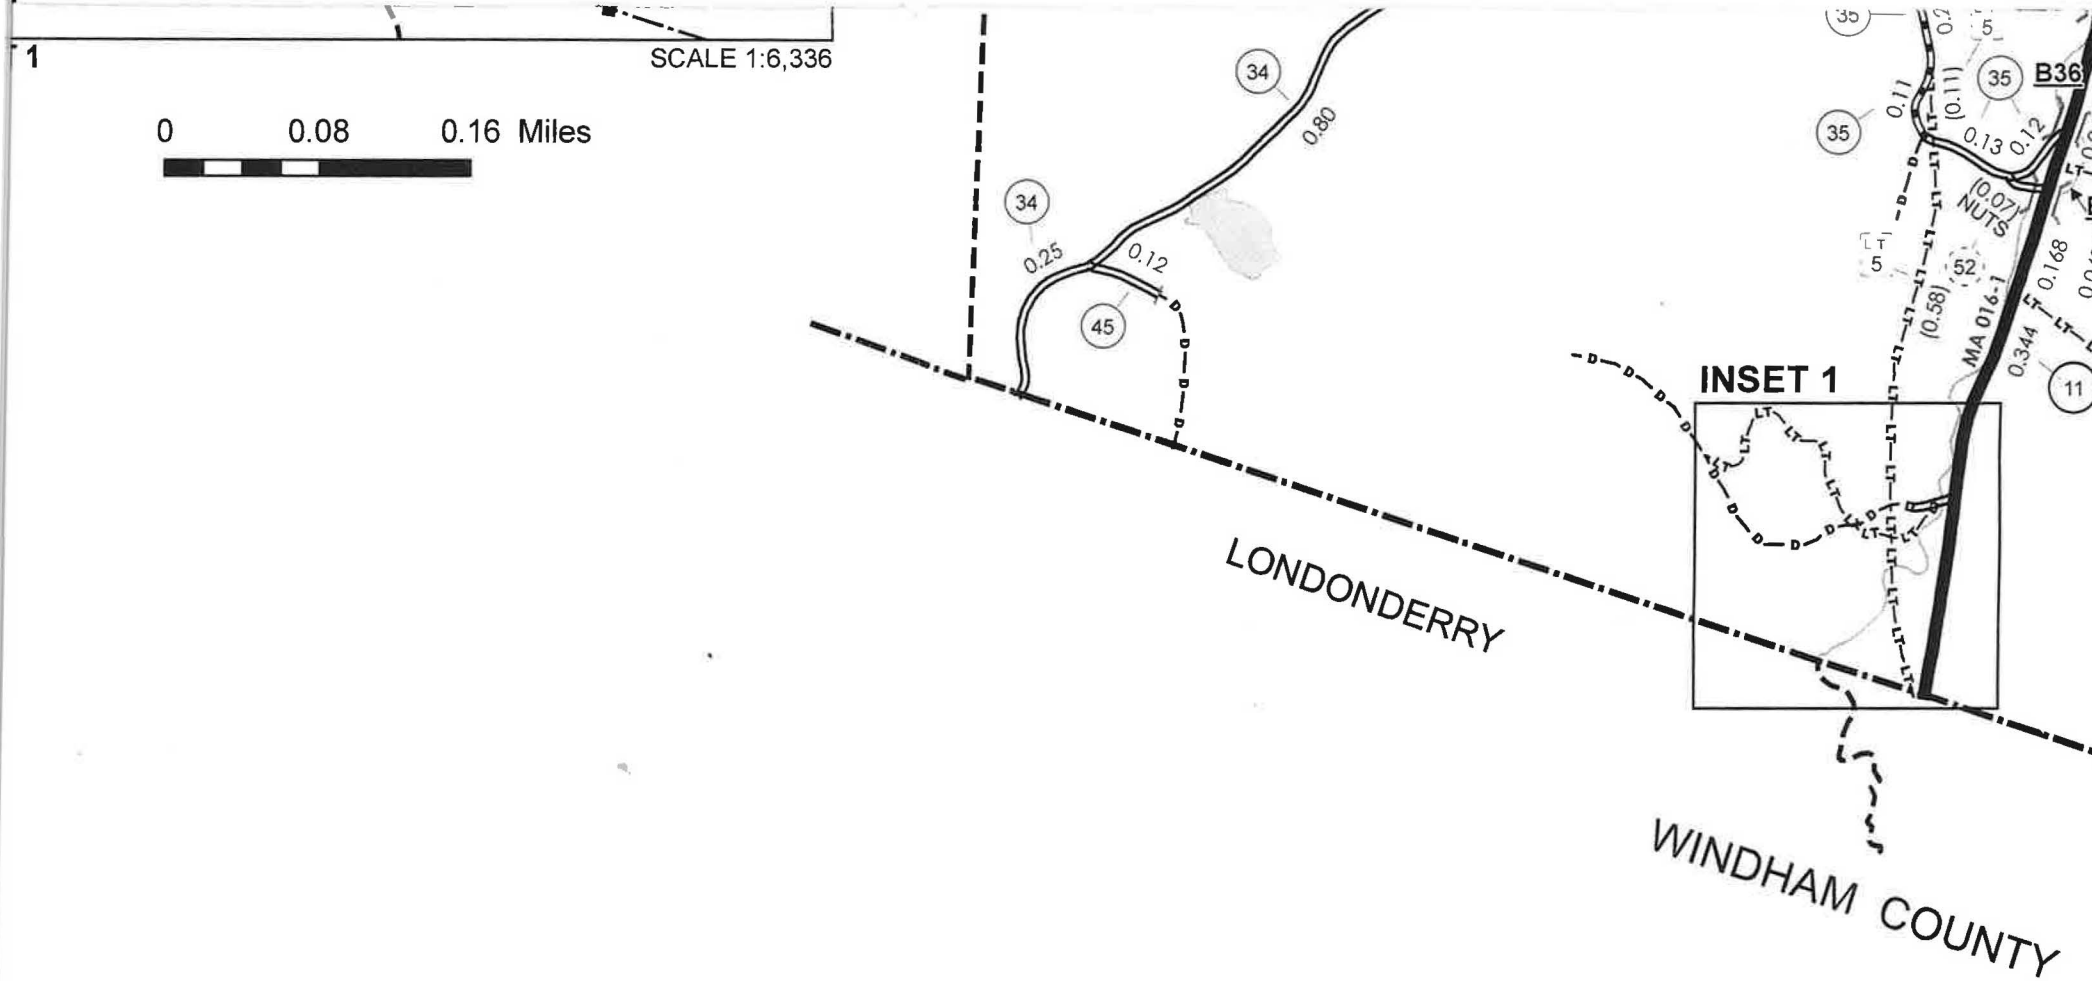 1
SCALE 1:6,336
0 0.08 0.16 Miles
34
0.80
34
0.25
0.12
45
D
D
D
D
35
5
35
B36
0.11
(0.11)
35
0.13
0.12
(0.07)
NUTS
LT
5
52
(0.58)
MA 016-1
0.168
0.344
11
INSET 1
LONDONDERRY
WINDHAM COUNTY